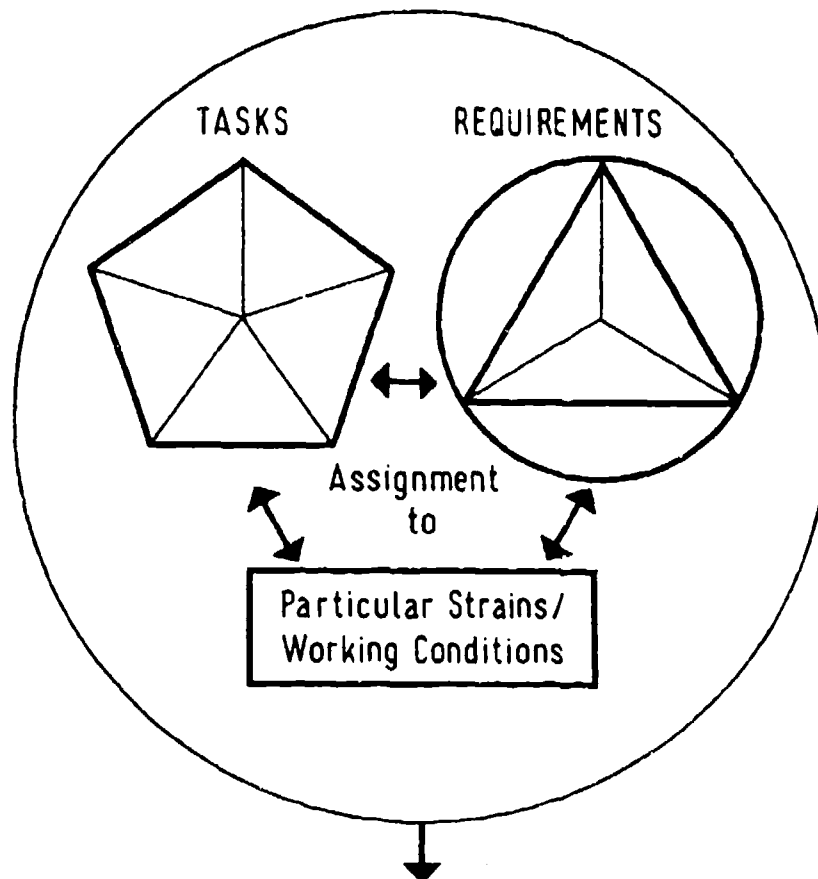 TASKS
REQUIREMENTS
Assignment
to
Particular Strains/
Working Conditions